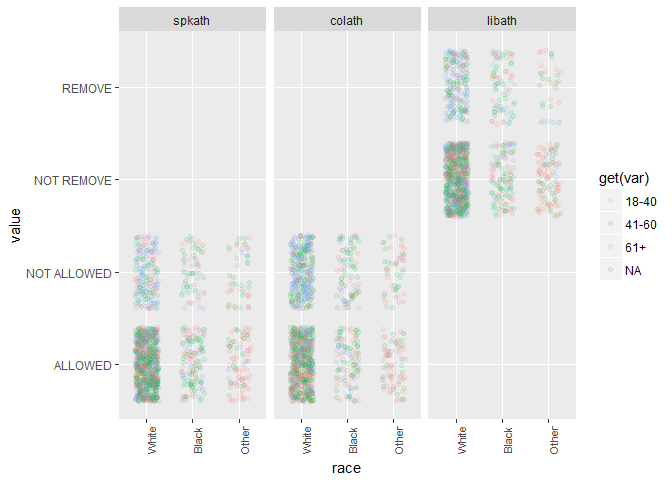 spkath colath libath
REMOVE
NOT REMOVE
NOT ALLOWED
ALLOWED
value
White Black Other White Black Other White Black Other
race
get(var)
18-40
41-60
61+
NA